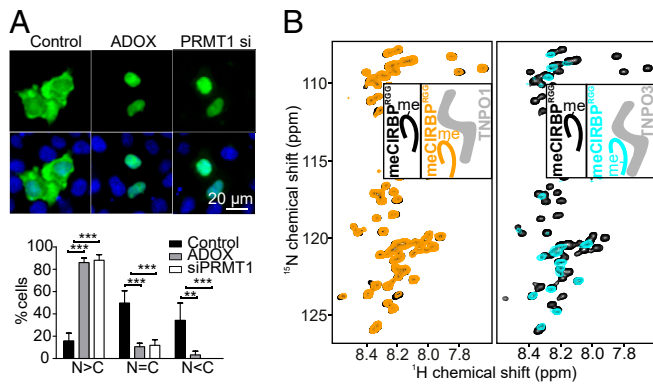 A
Control
ADOX
PRMT1 si
20 µm
100
80
60
40
20
0
% cells
***
***
***
***
***
**
Control
ADOX
siPRMT1
N>C
N=C
N<C
B
110
115
120
125
15N chemical shift (ppm)
meCIRBPRGG
me
meCIRBPRGG
me
TNPO1
meCIRBPRGG
me
meCIRBPRGG
me
TNPO3
8.4 8.2 8.0 7.8
8.4 8.2 8.0 7.8
1H chemical shift (ppm)